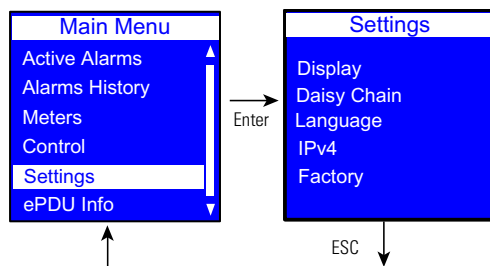 Main Menu
Active Alarms
Alarms History
Meters
Control
Settings
ePDU Info
Enter
Settings
Display
Daisy Chain
Language
IPv4
Factory
ESC